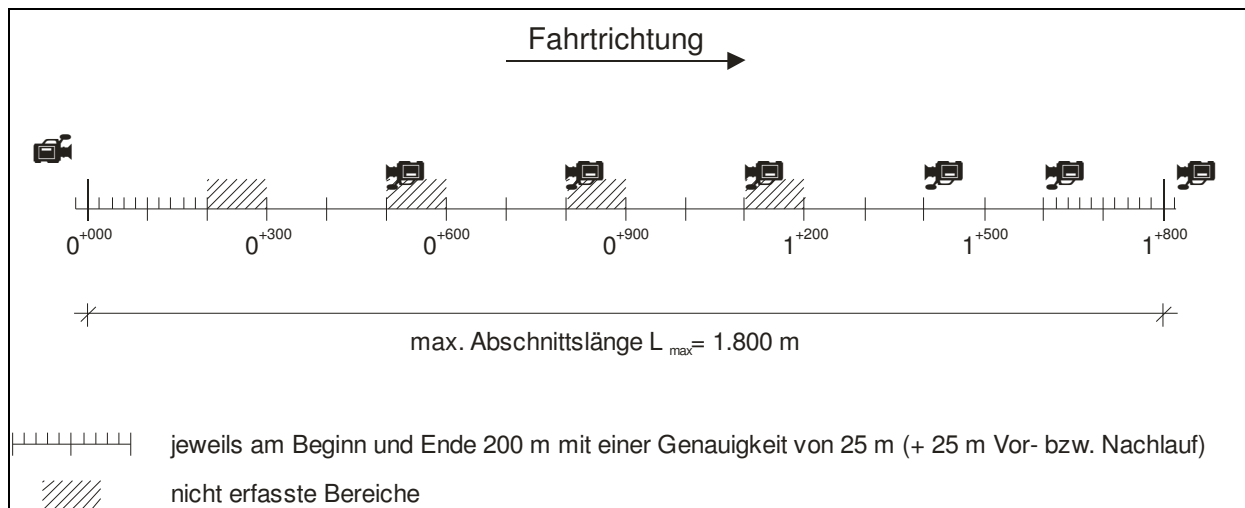 Fahrtrichtung
0+000 0+300 0+600 0+900 1+200 1+500 1+800
max. Abschnittslänge L max= 1.800 m
jeweils am Beginn und Ende 200 m mit einer Genauigkeit von 25 m (+ 25 m Vor- bzw. Nachlauf)
nicht erfasste Bereiche